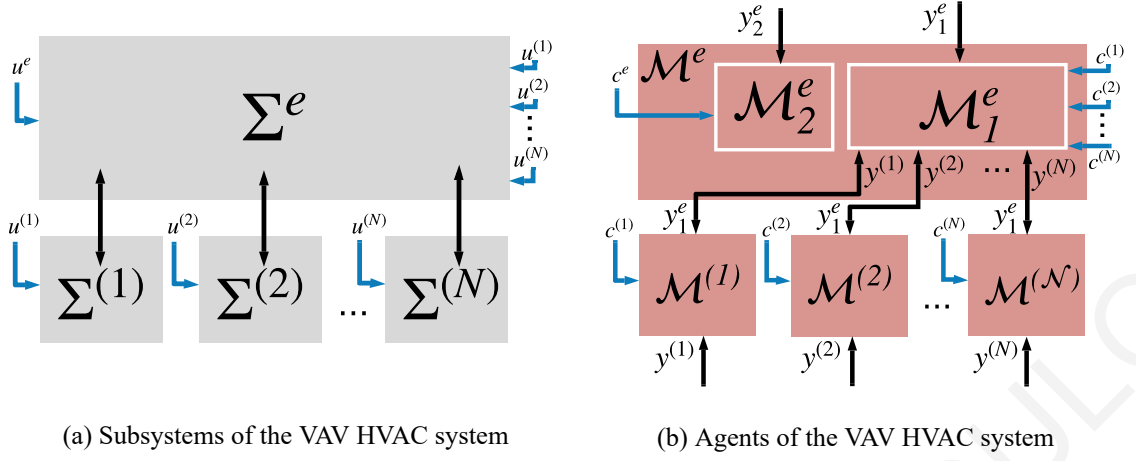 u^e
Σ^e
u^(1)
u^(2)
⋮
u^(N)
u^(1)
u^(2)
u^(N)
Σ^(1)
Σ^(2)
...
Σ^(N)
(a) Subsystems of the VAV HVAC system
y_2^e
y_1^e
ℳ^e
c^e
ℳ_2^e
ℳ_1^e
c^(1)
c^(2)
⋮
c^(N)
y^(1)
y^(2)
...
y^(N)
y_1^e
y_1^e
y_1^e
c^(1)
c^(2)
c^(N)
ℳ^(1)
ℳ^(2)
...
ℳ^(𝒩)
y^(1)
y^(2)
y^(N)
(b) Agents of the VAV HVAC system